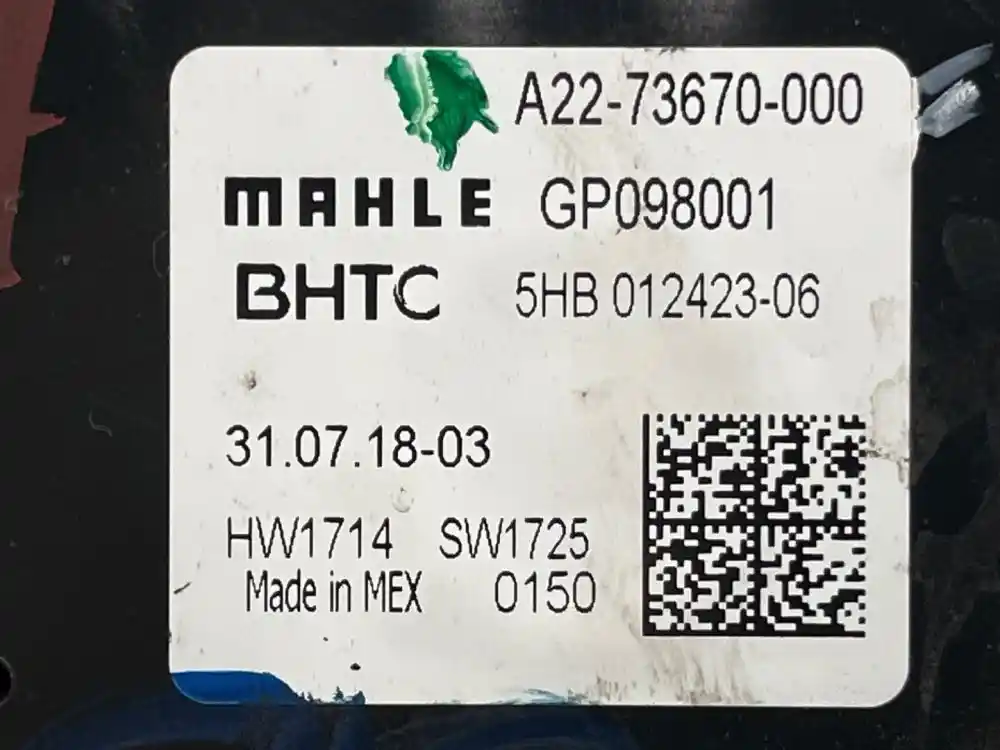 A22-73670-000
MAHLE GP098001
BHTC 5HB 012423-06
31.07.18-03
HW1714 SW1725
Made in MEX 0150